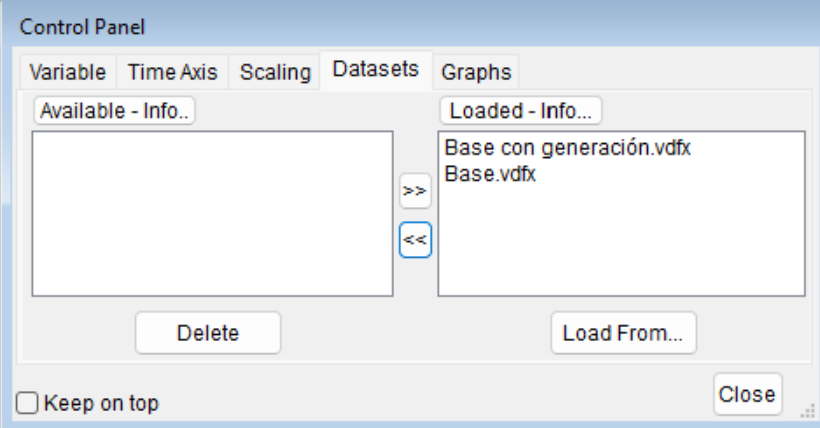 Control Panel
Variable Time Axis Scaling Datasets Graphs
Available - Info.. Loaded - Info...
Base con generación.vdfx
Base.vdfx
>>
<<
Delete Load From...
Keep on top Close